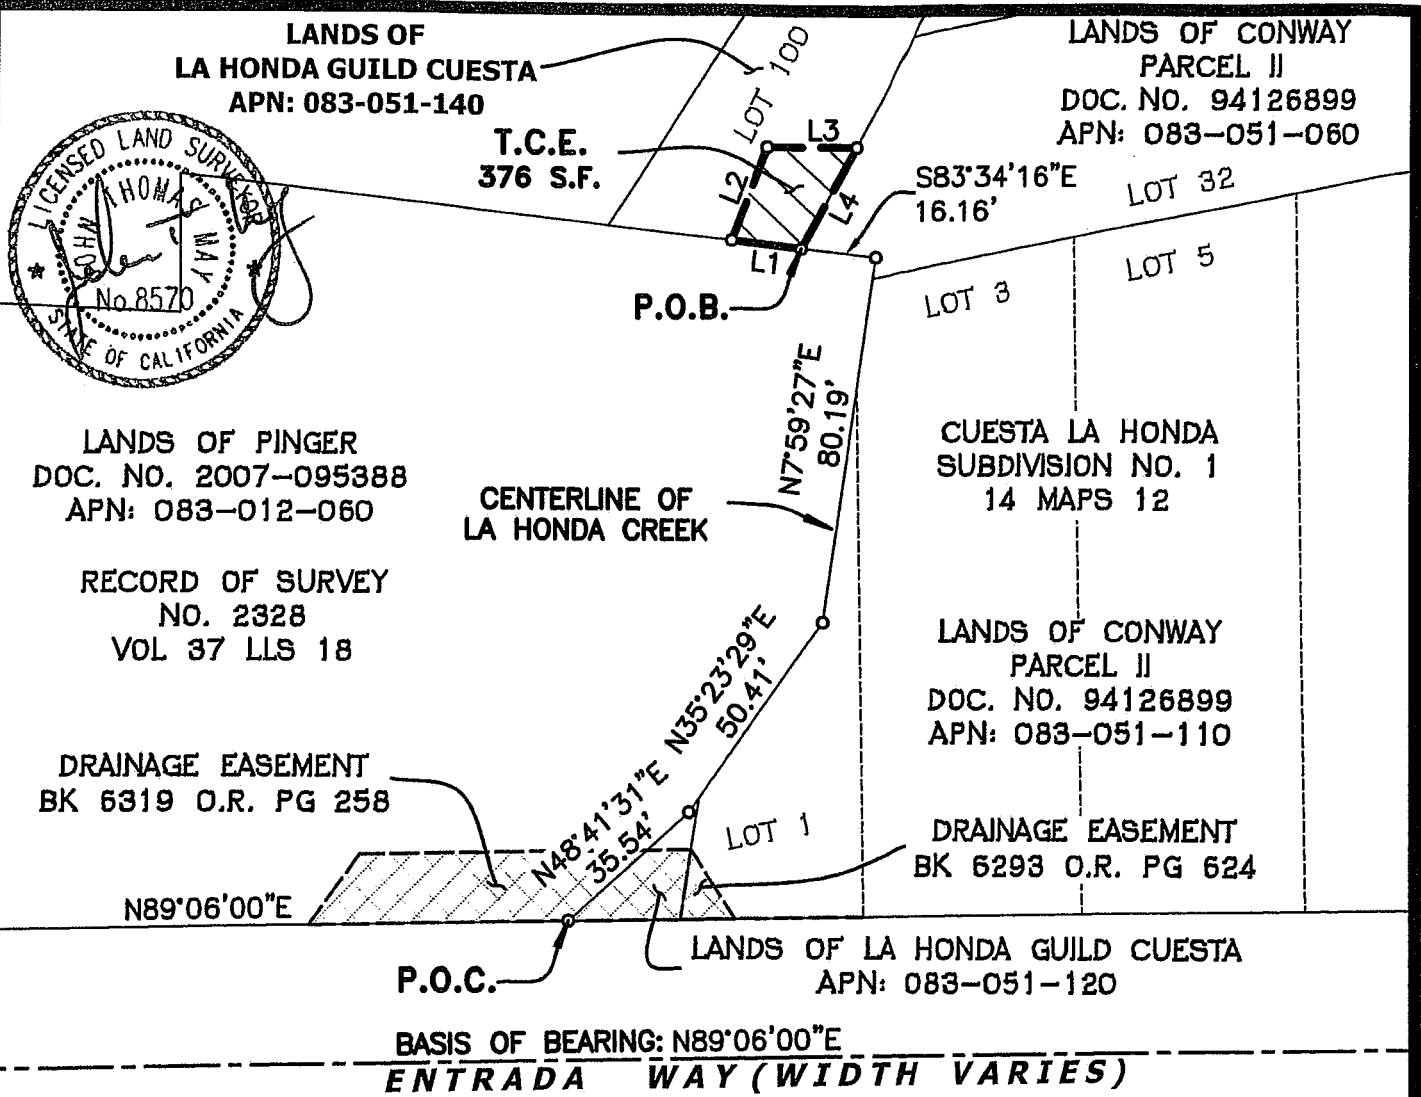 LANDS OF
LA HONDA GUILD CUESTA
APN: 083-051-140
LOT 100
LANDS OF CONWAY
PARCEL II
DOC. NO. 94126899
APN: 083-051-060
T.C.E.
376 S.F.
L3
L2
L4
L1
S83°34'16"E
16.16'
LOT 32
LOT 5
LOT 3
P.O.B.
LICENSED LAND SURVEYOR
JOHN THOMAS MAY
No.8570
STATE OF CALIFORNIA
N7°59'27"E
80.19'
LANDS OF PINGER
DOC. NO. 2007-095388
APN: 083-012-060
CENTERLINE OF
LA HONDA CREEK
CUESTA LA HONDA
SUBDIVISION NO. 1
14 MAPS 12
RECORD OF SURVEY
NO. 2328
VOL 37 LLS 18
N35°23'29"E
50.41'
LANDS OF CONWAY
PARCEL II
DOC. NO. 94126899
APN: 083-051-110
DRAINAGE EASEMENT
BK 6319 O.R. PG 258
N48°41'31"E
35.54'
LOT 1
DRAINAGE EASEMENT
BK 6293 O.R. PG 624
N89°06'00"E
LANDS OF LA HONDA GUILD CUESTA
APN: 083-051-120
P.O.C.
BASIS OF BEARING: N89°06'00"E
ENTRADA WAY (WIDTH VARIES)